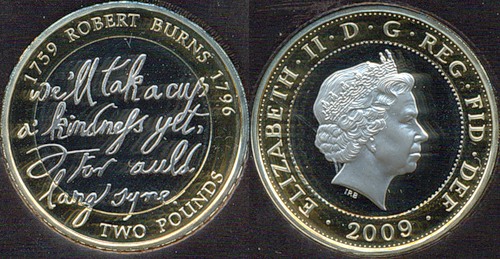 1759 ROBERT BURNS 1796
we'll tak a cup
a' kindness yet,
For auld
lang syne.
TWO POUNDS
ELIZABETH · II · D · G · REG · FID · DEF ·
IRB
2009